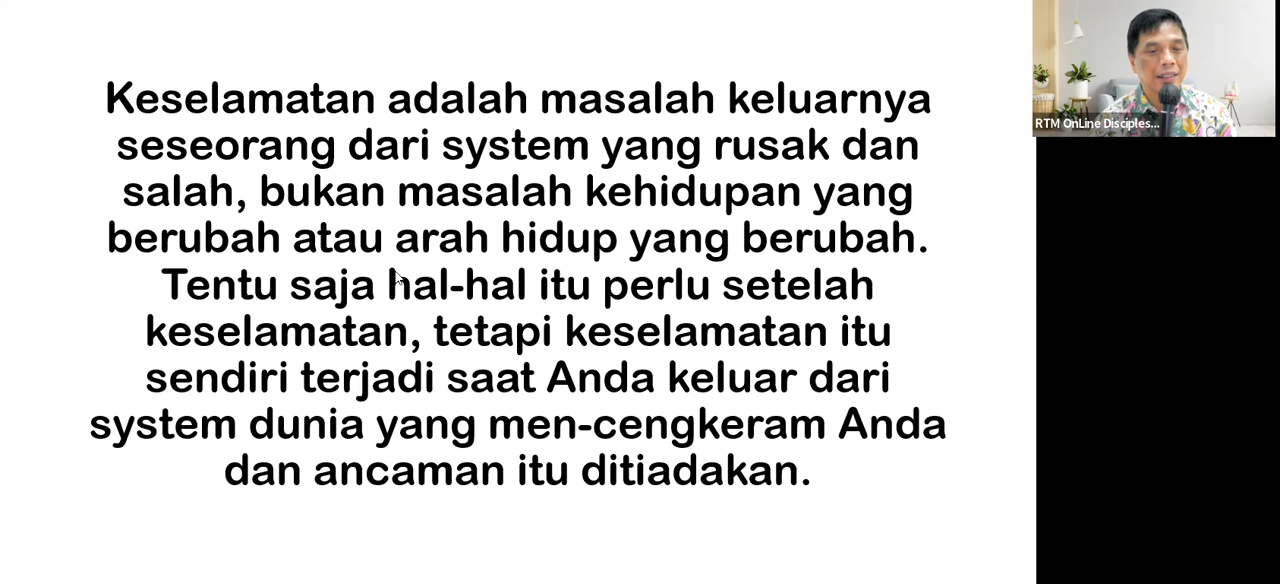 Keselamatan adalah masalah keluarnya
seseorang dari system yang rusak dan
salah, bukan masalah kehidupan yang
berubah atau arah hidup yang berubah.
Tentu saja hal-hal itu perlu setelah
keselamatan, tetapi keselamatan itu
sendiri terjadi saat Anda keluar dari
system dunia yang men-cengkeram Anda
dan ancaman itu ditiadakan.
RTM OnLine Disciples...